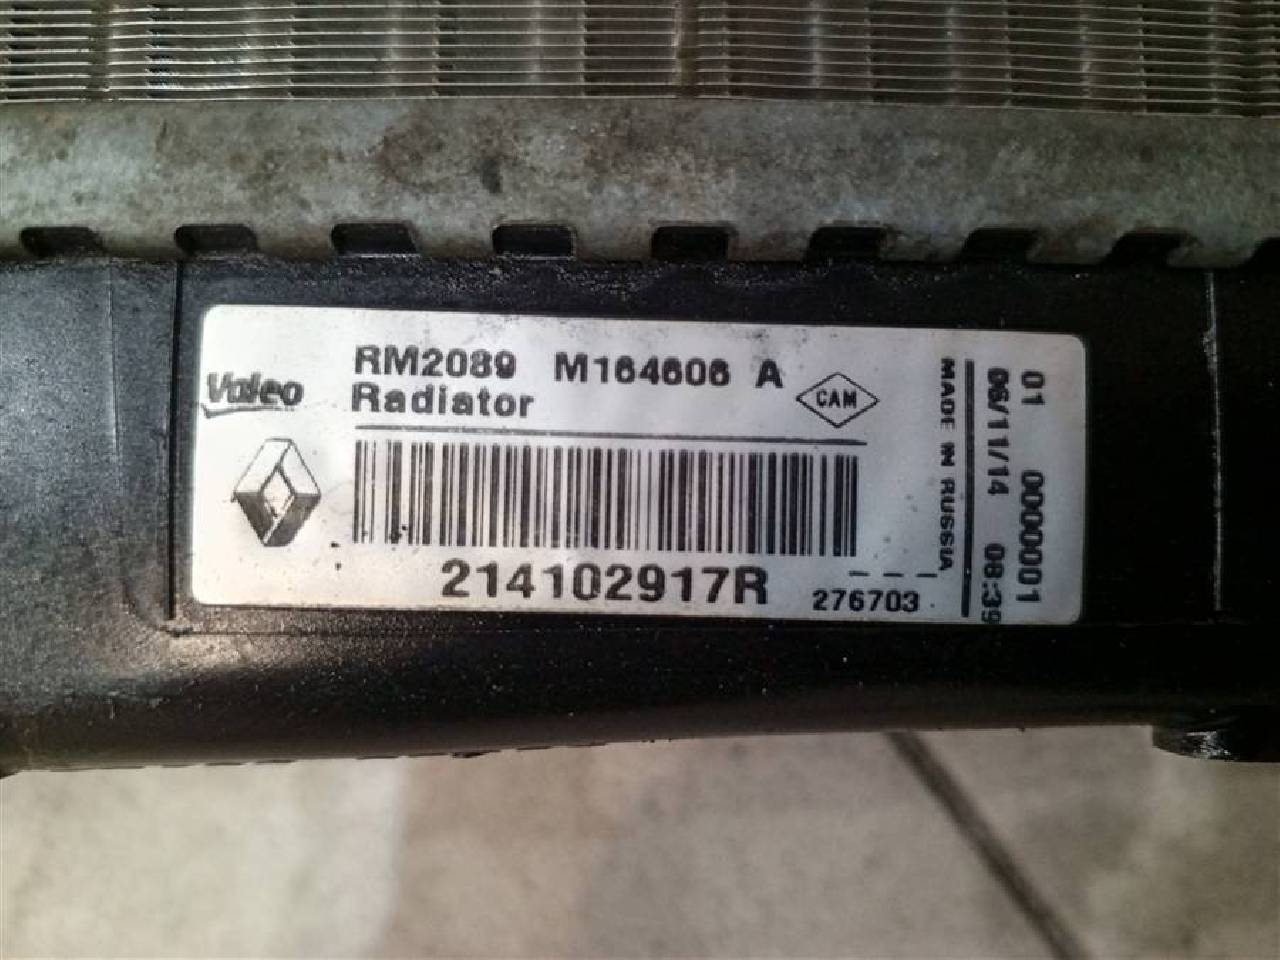 Valeo
RM2089 M164606 A
Radiator
CAM
214102917R
276703
MADE IN RUSSIA
01 0000001
06/11/14 08:39